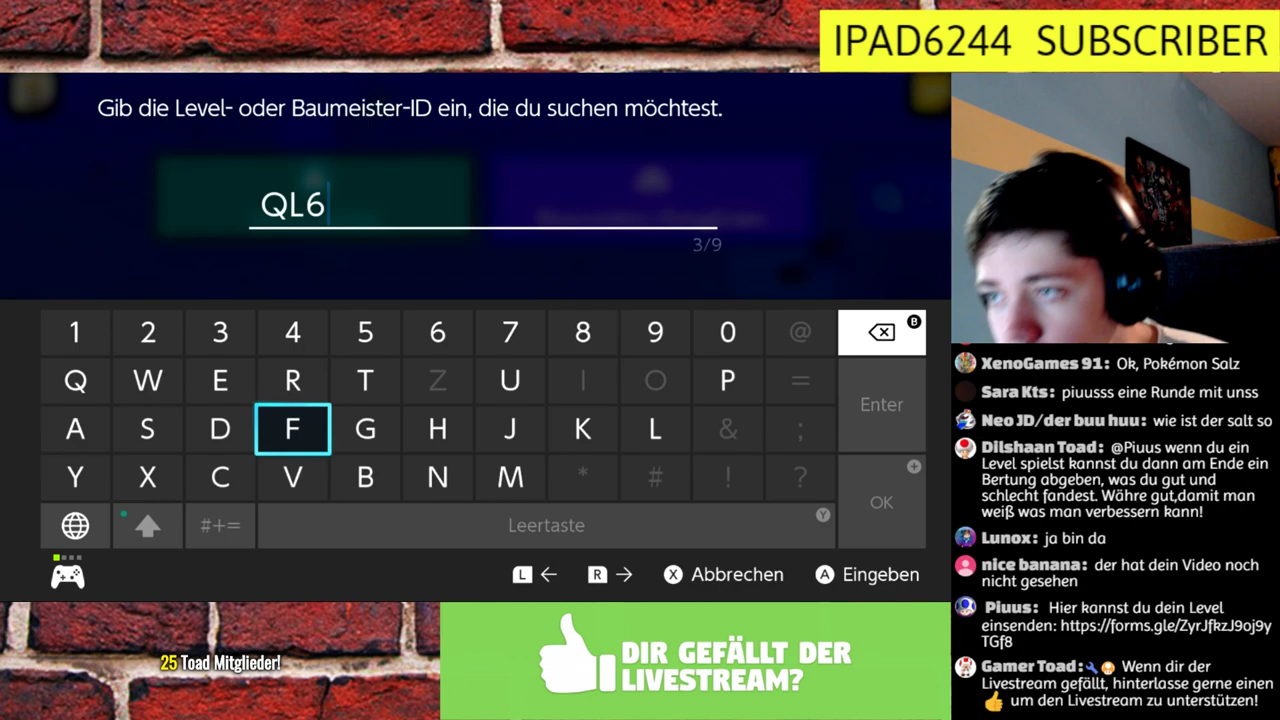 IPAD6244 SUBSCRIBER
Gib die Level- oder Baumeister-ID ein, die du suchen möchtest.
QL6
3/9
1 2 3 4 5 6 7 8 9 0 @
Q W E R T Z U I O P =
Enter
A S D F G H J K L & ;
Y X C V B N M * # ! ?
OK
#+= Leertaste
L ← R → X Abbrechen A Eingeben
XenoGames 91: Ok, Pokémon Salz
Sara Kts: piuusss eine Runde mit unss
Neo JD/der buu huu: wie ist der salt so
Dilshaan Toad: @Piuus wenn du ein
Level spielst kannst du dann am Ende ein
Bertung abgeben, was du gut und
schlecht fandest. Währe gut,damit man
weiß was man verbessern kann!
Lunox: ja bin da
nice banana: der hat dein Video noch
nicht gesehen
Piuus: Hier kannst du dein Level
einsenden: https://forms.gle/ZyrJfkzJ9oj9y
TGf8
Gamer Toad: Wenn dir der
Livestream gefällt, hinterlasse gerne einen
um den Livestream zu unterstützen!
25 Toad Mitglieder!
DIR GEFÄLLT DER
LIVESTREAM?